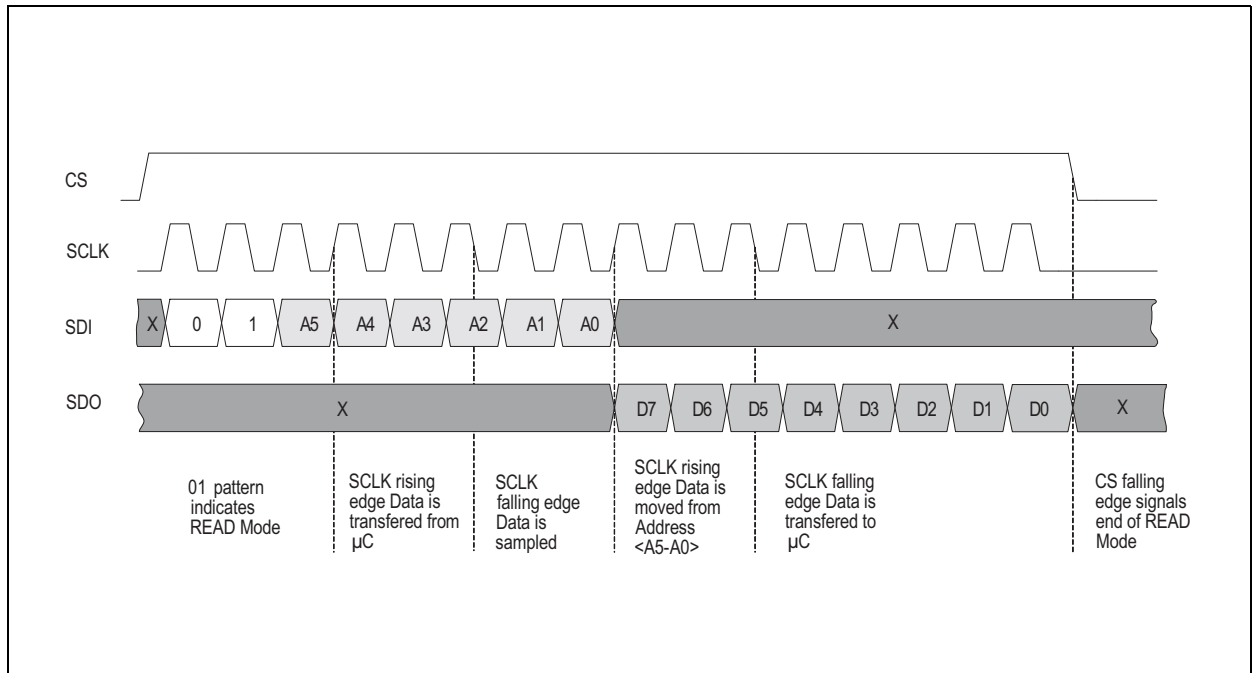 CS
SCLK
SDI
X 0 1 A5 A4 A3 A2 A1 A0 X
SDO
X D7 D6 D5 D4 D3 D2 D1 D0 X
01 pattern
indicates
READ Mode
SCLK rising
edge Data is
transfered from
µC
SCLK
falling edge
Data is
sampled
SCLK rising
edge Data is
moved from
Address
<A5-A0>
SCLK falling
edge Data is
transfered to
µC
CS falling
edge signals
end of READ
Mode